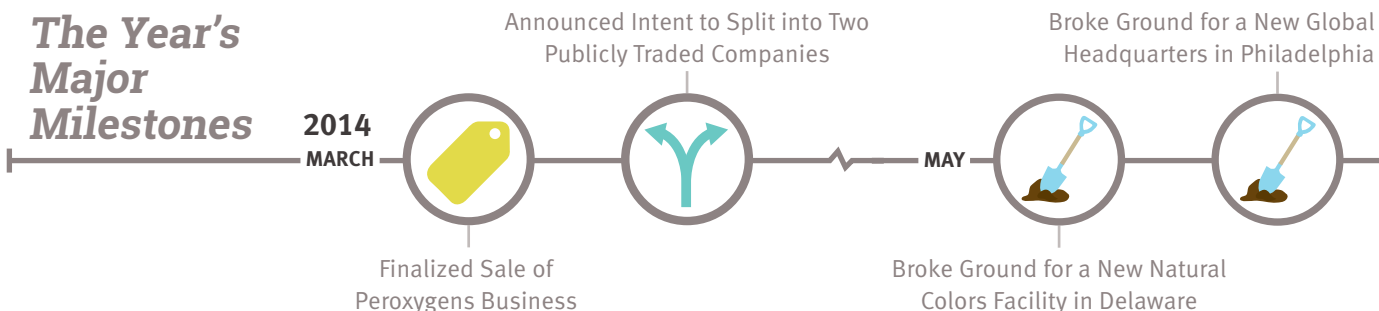 The Year's
Major
Milestones
2014
MARCH
Finalized Sale of
Peroxygens Business
Announced Intent to Split into Two
Publicly Traded Companies
MAY
Broke Ground for a New Natural
Colors Facility in Delaware
Broke Ground for a New Global
Headquarters in Philadelphia